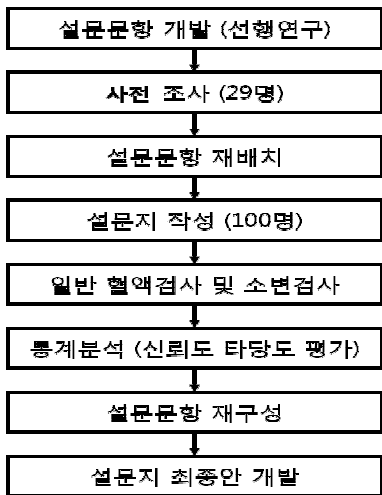 설문문항 개발 (선행연구)
사전 조사 (29명)
설문문항 재배치
설문지 작성 (100명)
일반 혈액검사 및 소변검사
통계분석 (신뢰도 타당도 평가)
설문문항 재구성
설문지 최종안 개발